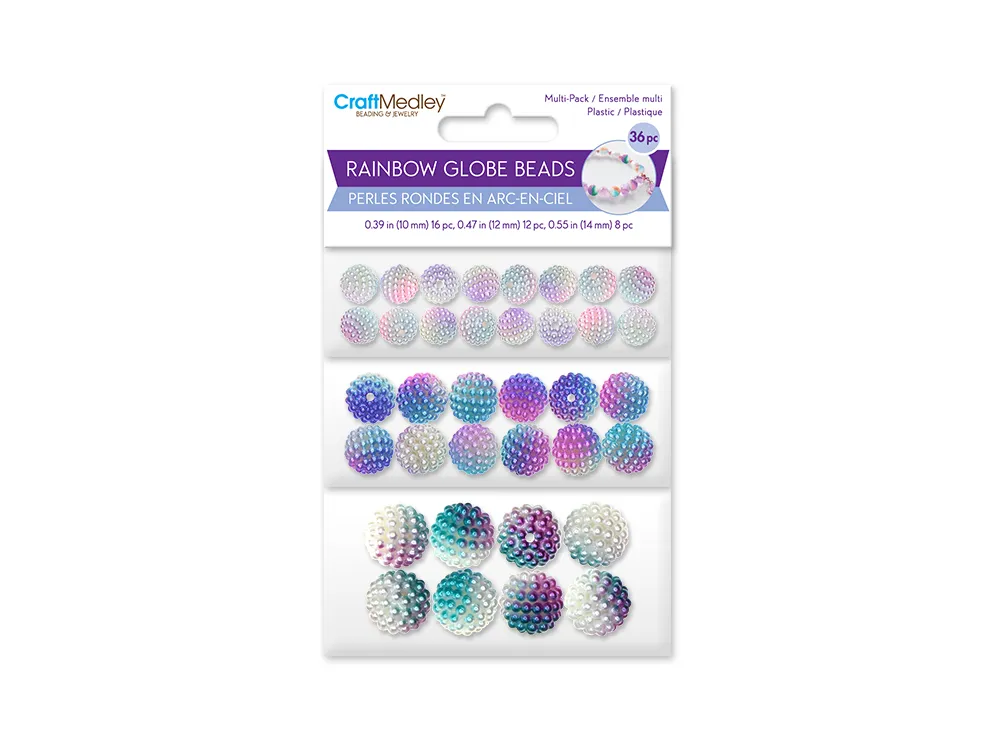 CraftMedley™
BEADING & JEWELRY
Multi-Pack / Ensemble multi
Plastic / Plastique
36 pc
RAINBOW GLOBE BEADS
PERLES RONDES EN ARC-EN-CIEL
0.39 in (10 mm) 16 pc, 0.47 in (12 mm) 12 pc, 0.55 in (14 mm) 8 pc